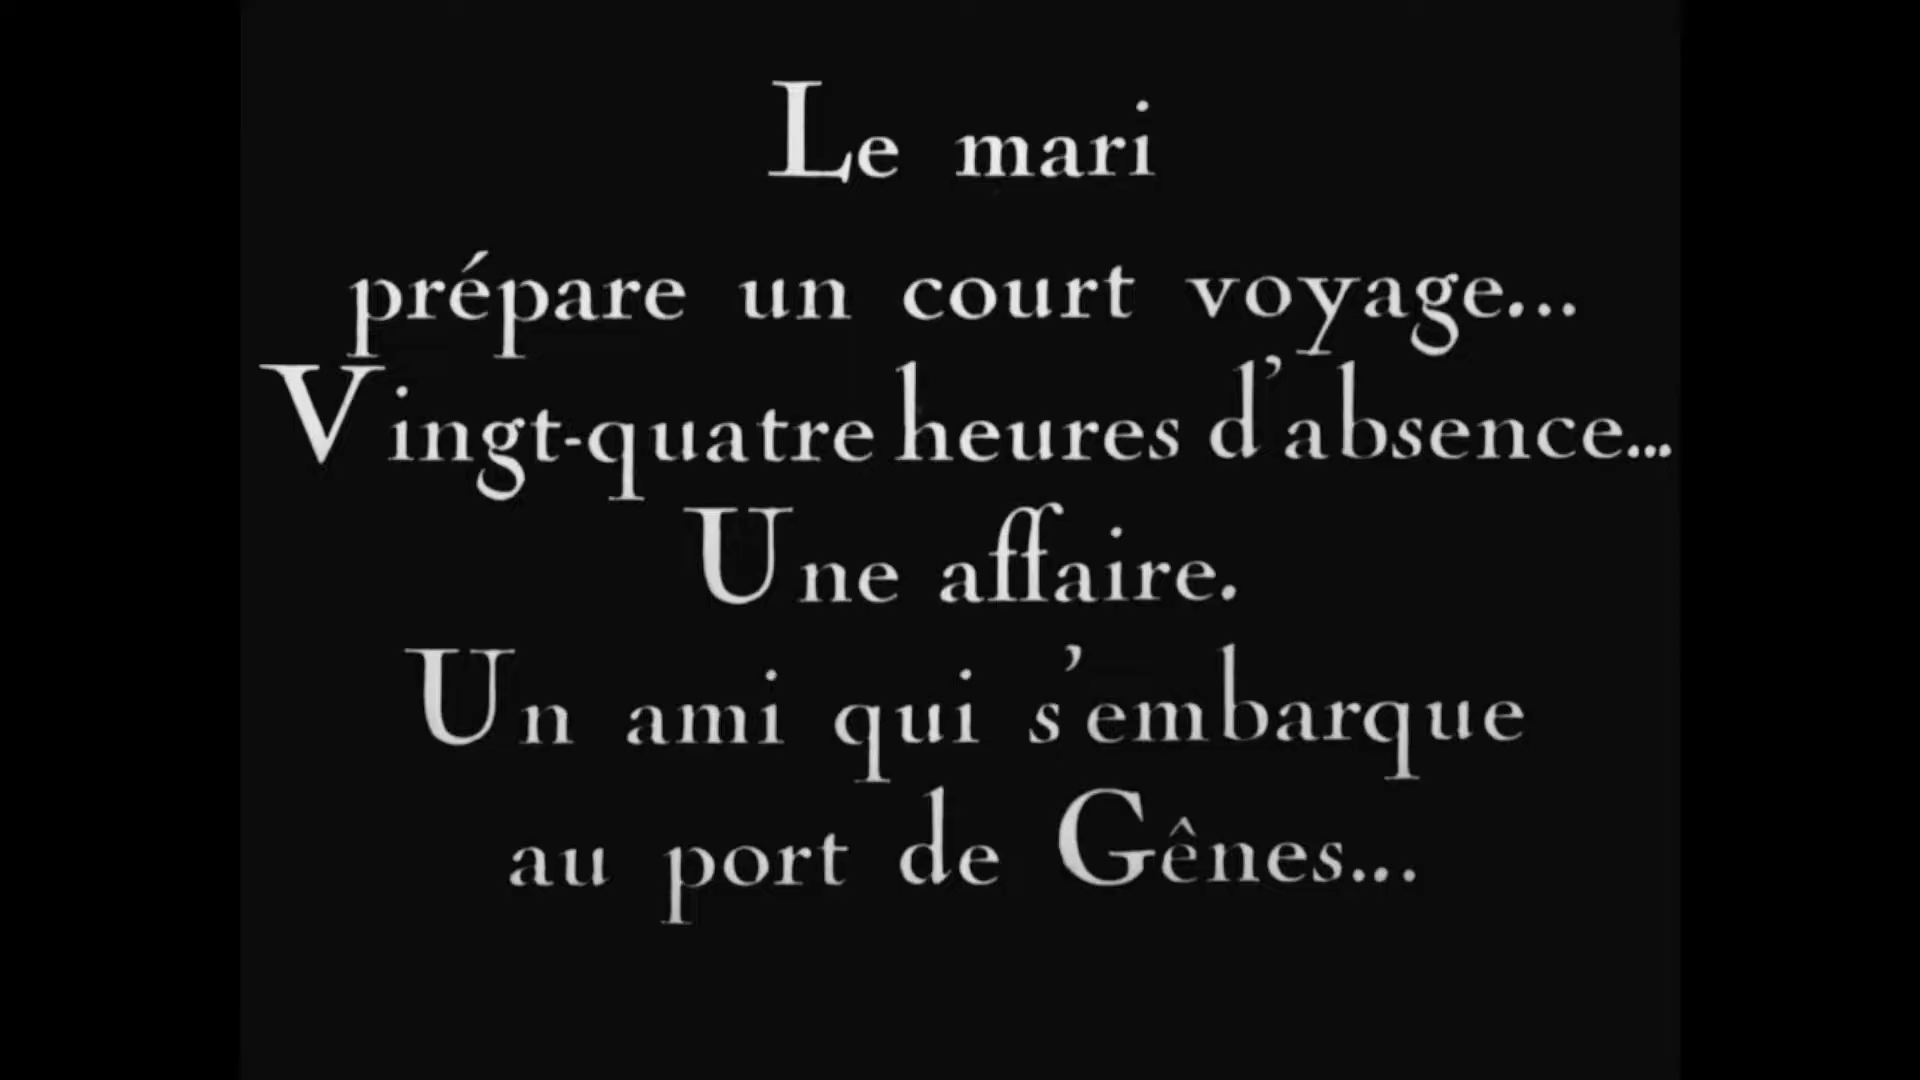 Le mari
prépare un court voyage...
Vingt-quatre heures d'absence...
Une affaire.
Un ami qui s'embarque
au port de Gênes...